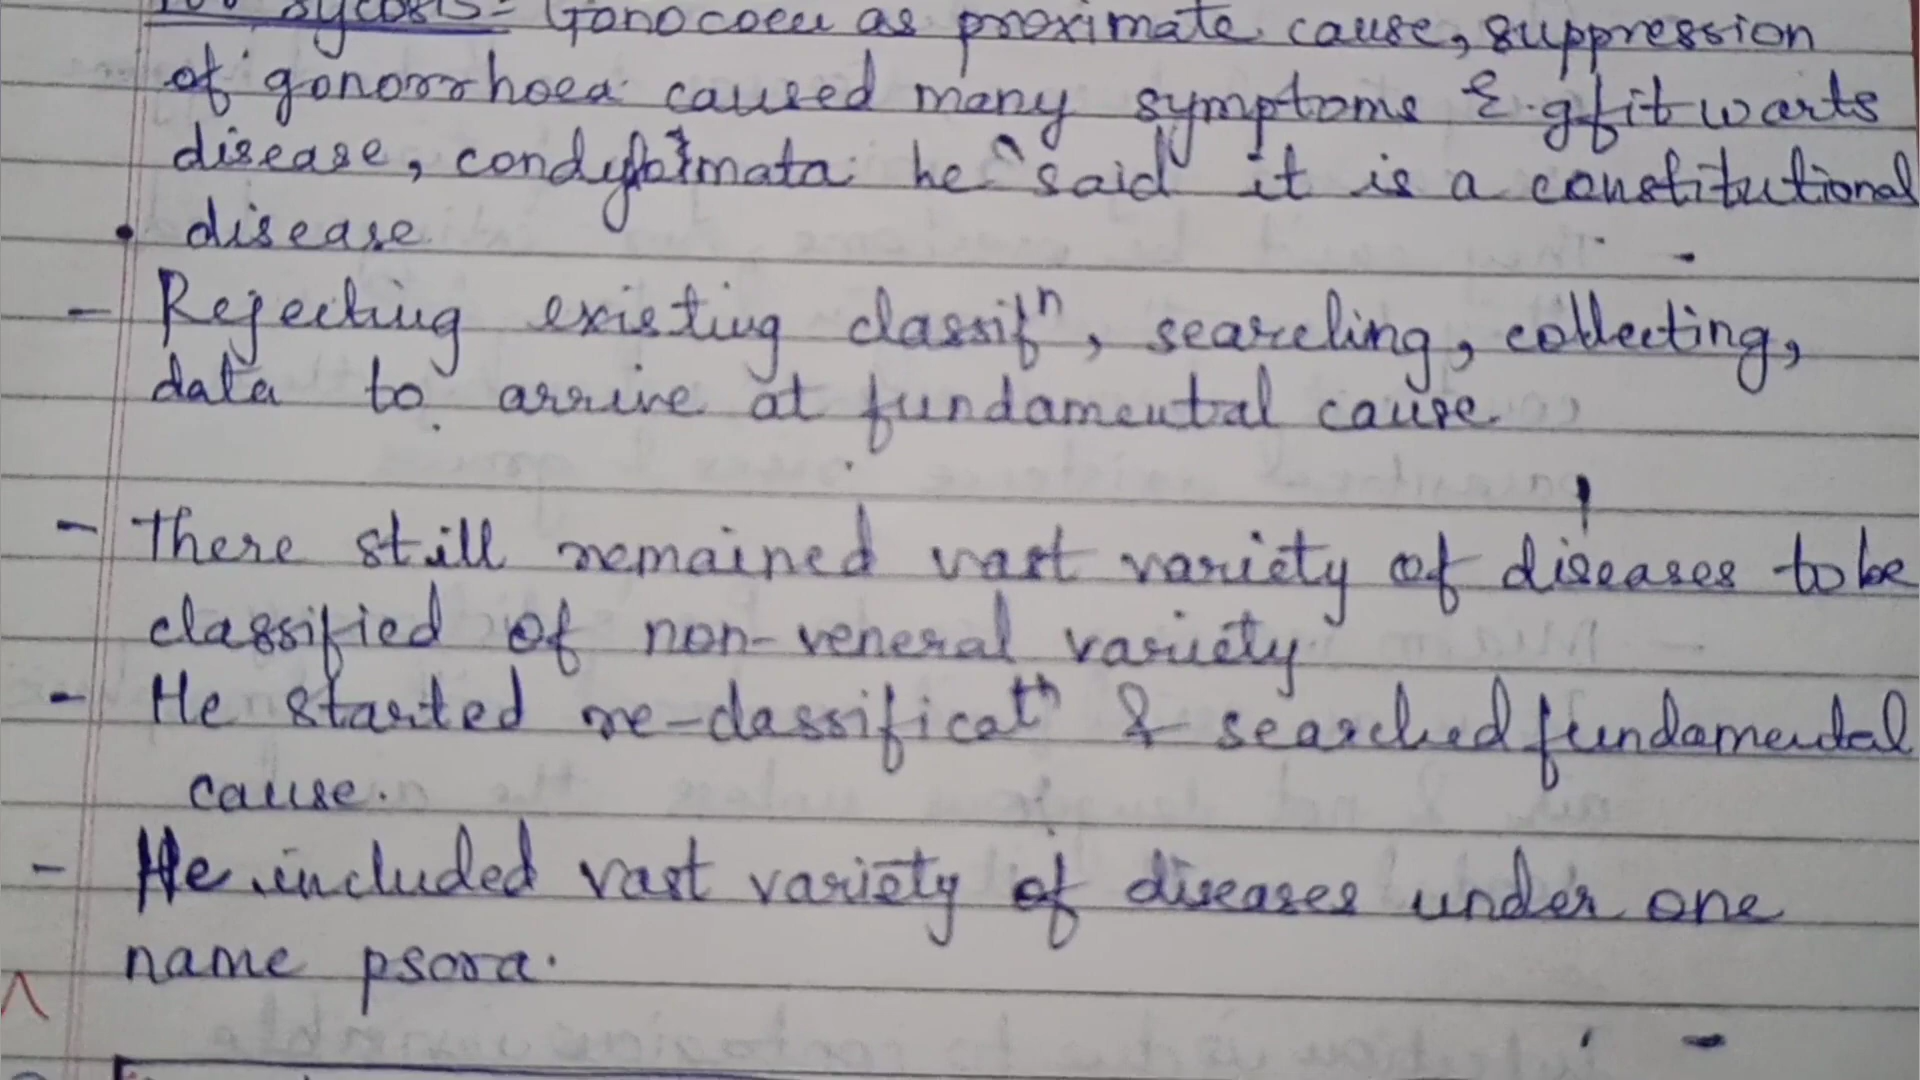 for sycosis - Gonococci as proximate cause, suppression
of gonorrhoea caused many symptoms E.g fit warts
disease, condylomata he said it is a constitutional
disease
- Rejecting existing classifn, searching, collecting,
data to arrive at fundamental cause.
- There still remained vast variety of diseases to be
classified of non-veneral variety
- He started re-classificatn & searched fundamental
cause.
- He included vast variety of diseases under one
name psora.